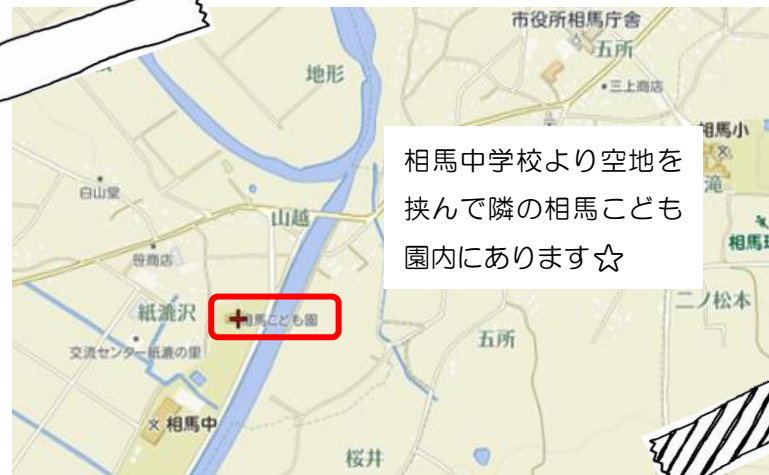 市役所相馬庁舎
五所
地形
三上商店
相馬小
滝
相馬中学校より空地を
挟んで隣の相馬こども
園内にあります☆
白山堂
山越
笹商店
相馬
二ノ松本
紙漉沢
相馬こども園
五所
交流センター紙漉の里
相馬中
桜井